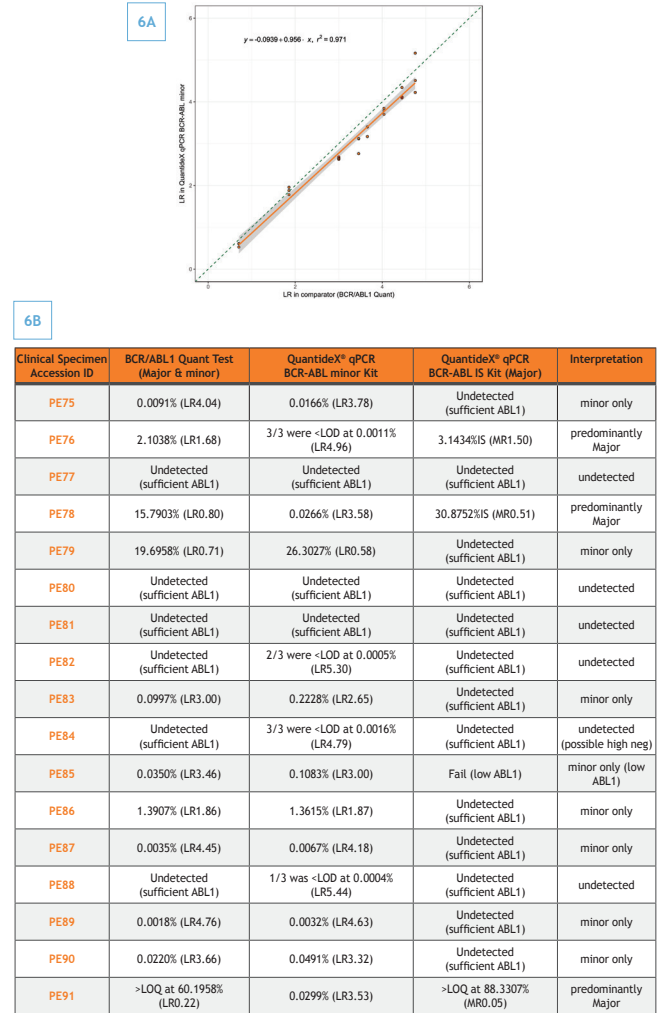 6A
y = -0.0939 + 0.956 · x, r² = 0.971
6
4
2
0
LR in QuantideX qPCR BCR-ABL minor
0 2 4 6
LR in comparator (BCR/ABL1 Quant)
6B
Clinical Specimen Accession ID | BCR/ABL1 Quant Test (Major & minor) | QuantideX® qPCR BCR-ABL minor Kit | QuantideX® qPCR BCR-ABL IS Kit (Major) | Interpretation
PE75 | 0.0091% (LR4.04) | 0.0166% (LR3.78) | Undetected (sufficient ABL1) | minor only
PE76 | 2.1038% (LR1.68) | 3/3 were <LOD at 0.0011% (LR4.96) | 3.1434%IS (MR1.50) | predominantly Major
PE77 | Undetected (sufficient ABL1) | Undetected (sufficient ABL1) | Undetected (sufficient ABL1) | undetected
PE78 | 15.7903% (LR0.80) | 0.0266% (LR3.58) | 30.8752%IS (MR0.51) | predominantly Major
PE79 | 19.6958% (LR0.71) | 26.3027% (LR0.58) | Undetected (sufficient ABL1) | minor only
PE80 | Undetected (sufficient ABL1) | Undetected (sufficient ABL1) | Undetected (sufficient ABL1) | undetected
PE81 | Undetected (sufficient ABL1) | Undetected (sufficient ABL1) | Undetected (sufficient ABL1) | undetected
PE82 | Undetected (sufficient ABL1) | 2/3 were <LOD at 0.0005% (LR5.30) | Undetected (sufficient ABL1) | undetected
PE83 | 0.0997% (LR3.00) | 0.2228% (LR2.65) | Undetected (sufficient ABL1) | minor only
PE84 | Undetected (sufficient ABL1) | 3/3 were <LOD at 0.0016% (LR4.79) | Undetected (sufficient ABL1) | undetected (possible high neg)
PE85 | 0.0350% (LR3.46) | 0.1083% (LR3.00) | Fail (low ABL1) | minor only (low ABL1)
PE86 | 1.3907% (LR1.86) | 1.3615% (LR1.87) | Undetected (sufficient ABL1) | minor only
PE87 | 0.0035% (LR4.45) | 0.0067% (LR4.18) | Undetected (sufficient ABL1) | minor only
PE88 | Undetected (sufficient ABL1) | 1/3 was <LOD at 0.0004% (LR5.44) | Undetected (sufficient ABL1) | undetected
PE89 | 0.0018% (LR4.76) | 0.0032% (LR4.63) | Undetected (sufficient ABL1) | minor only
PE90 | 0.0220% (LR3.66) | 0.0491% (LR3.32) | Undetected (sufficient ABL1) | minor only
PE91 | >LOQ at 60.1958% (LR0.22) | 0.0299% (LR3.53) | >LOQ at 88.3307% (MR0.05) | predominantly Major